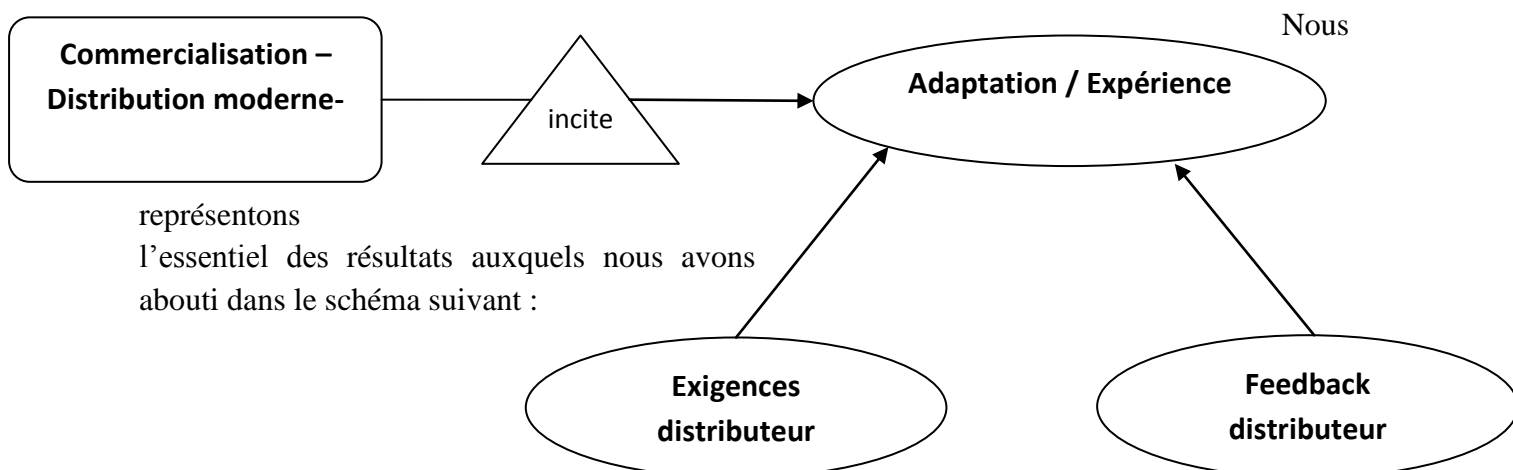 Nous
Commercialisation –
Distribution moderne-
incite
Adaptation / Expérience
représentons
l’essentiel des résultats auxquels nous avons
abouti dans le schéma suivant :
Exigences
distributeur
Feedback
distributeur